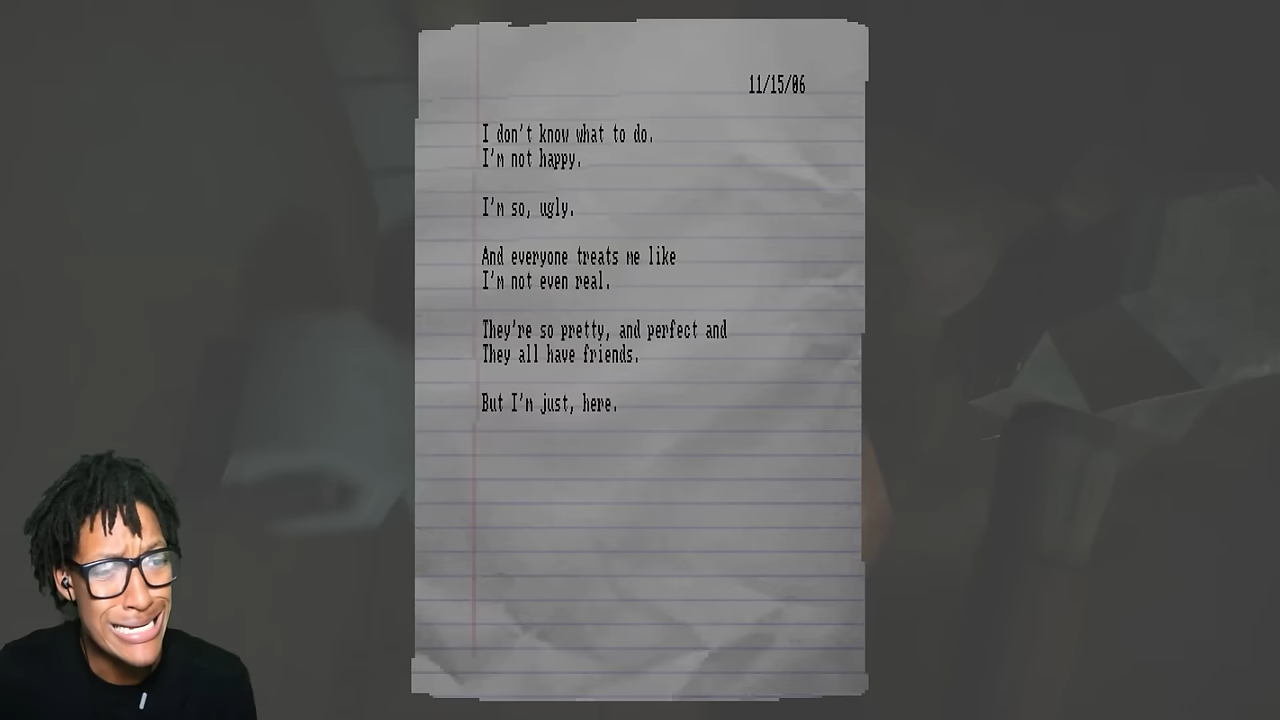 11/15/06
I don't know what to do.
I'm not happy.
I'm so, ugly.
And everyone treats me like
I'm not even real.
They're so pretty, and perfect and
They all have friends.
But I'm just, here.